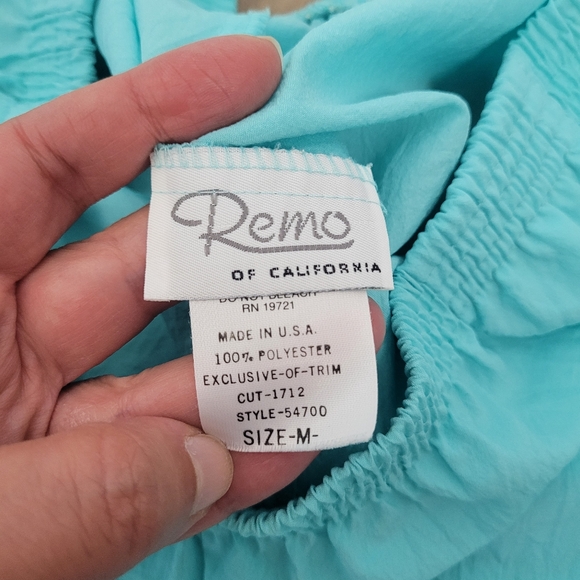 Remo
OF CALIFORNIA
DO NOT BLEACH
RN 19721
MADE IN U.S.A.
100% POLYESTER
EXCLUSIVE-OF-TRIM
CUT-1712
STYLE-54700
SIZE-M-